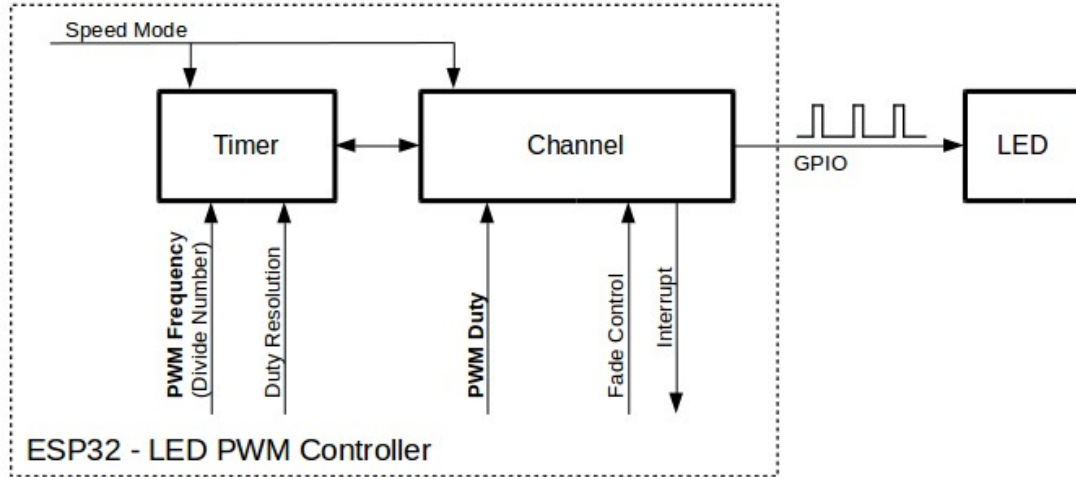 Speed Mode
Timer
Channel
GPIO
LED
PWM Frequency
(Divide Number)
Duty Resolution
PWM Duty
Fade Control
Interrupt
ESP32 - LED PWM Controller